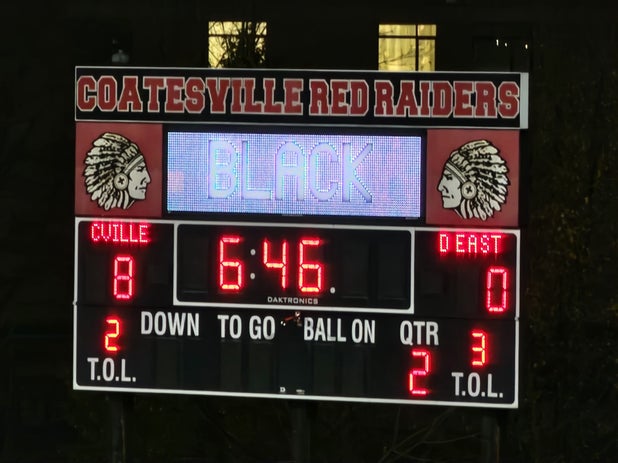 COATESVILLE RED RAIDERS
BLACK
CVILLE 6:46. D EAST
8 0
DAKTRONICS
2 DOWN TO GO BALL ON QTR 3
T.O.L. 2 T.O.L.